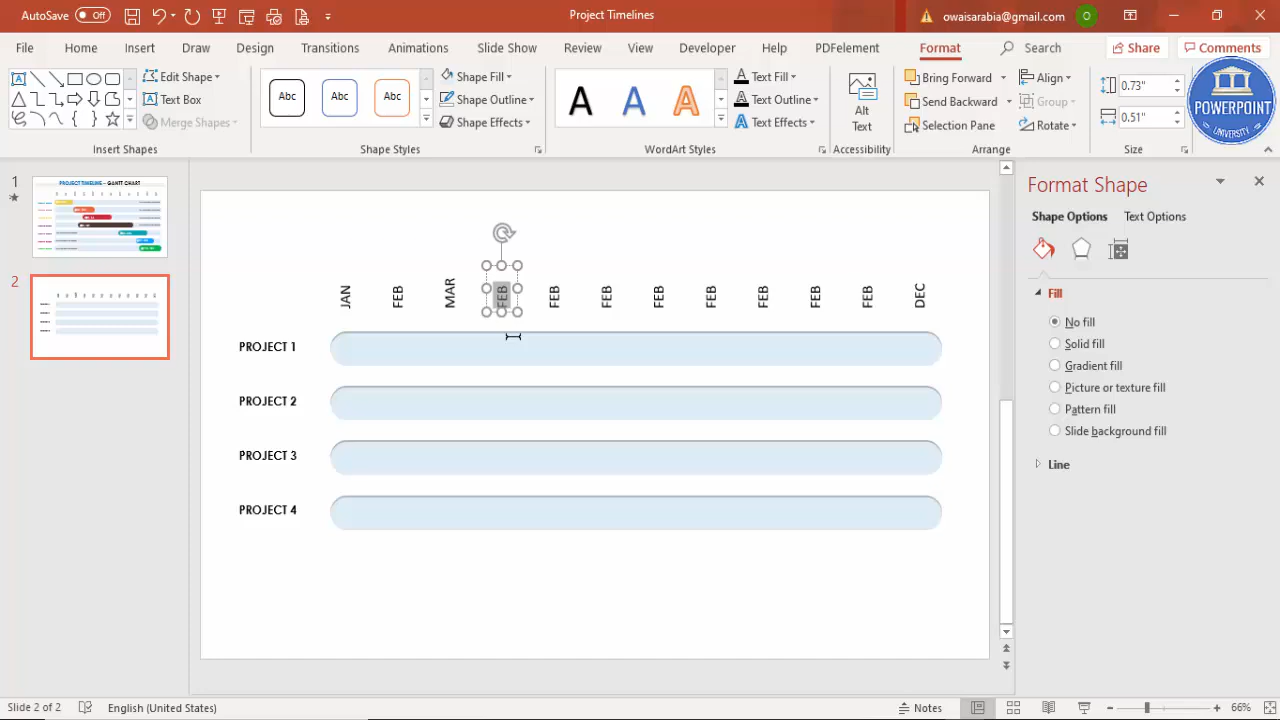 AutoSave Off Project Timelines owaisarabia@gmail.com O
File Home Insert Draw Design Transitions Animations Slide Show Review View Developer Help PDFelement Format Search Share Comments
Edit Shape Shape Fill Text Fill Bring Forward Align 0.73"
Text Box Abc Abc Abc Shape Outline A A A Text Outline Alt Text Send Backward Group 0.51"
Merge Shapes Shape Effects Text Effects Selection Pane Rotate
Insert Shapes Shape Styles WordArt Styles Accessibility Arrange Size
POWERPOINT
UNIVERSITY
1
PROJECT TIMELINE – GANTT CHART
2
JAN FEB MAR FEB FEB FEB FEB FEB FEB FEB FEB DEC
PROJECT 1
PROJECT 2
PROJECT 3
PROJECT 4
Format Shape
Shape Options Text Options
Fill
No fill
Solid fill
Gradient fill
Picture or texture fill
Pattern fill
Slide background fill
Line
Slide 2 of 2 English (United States) Notes 66%